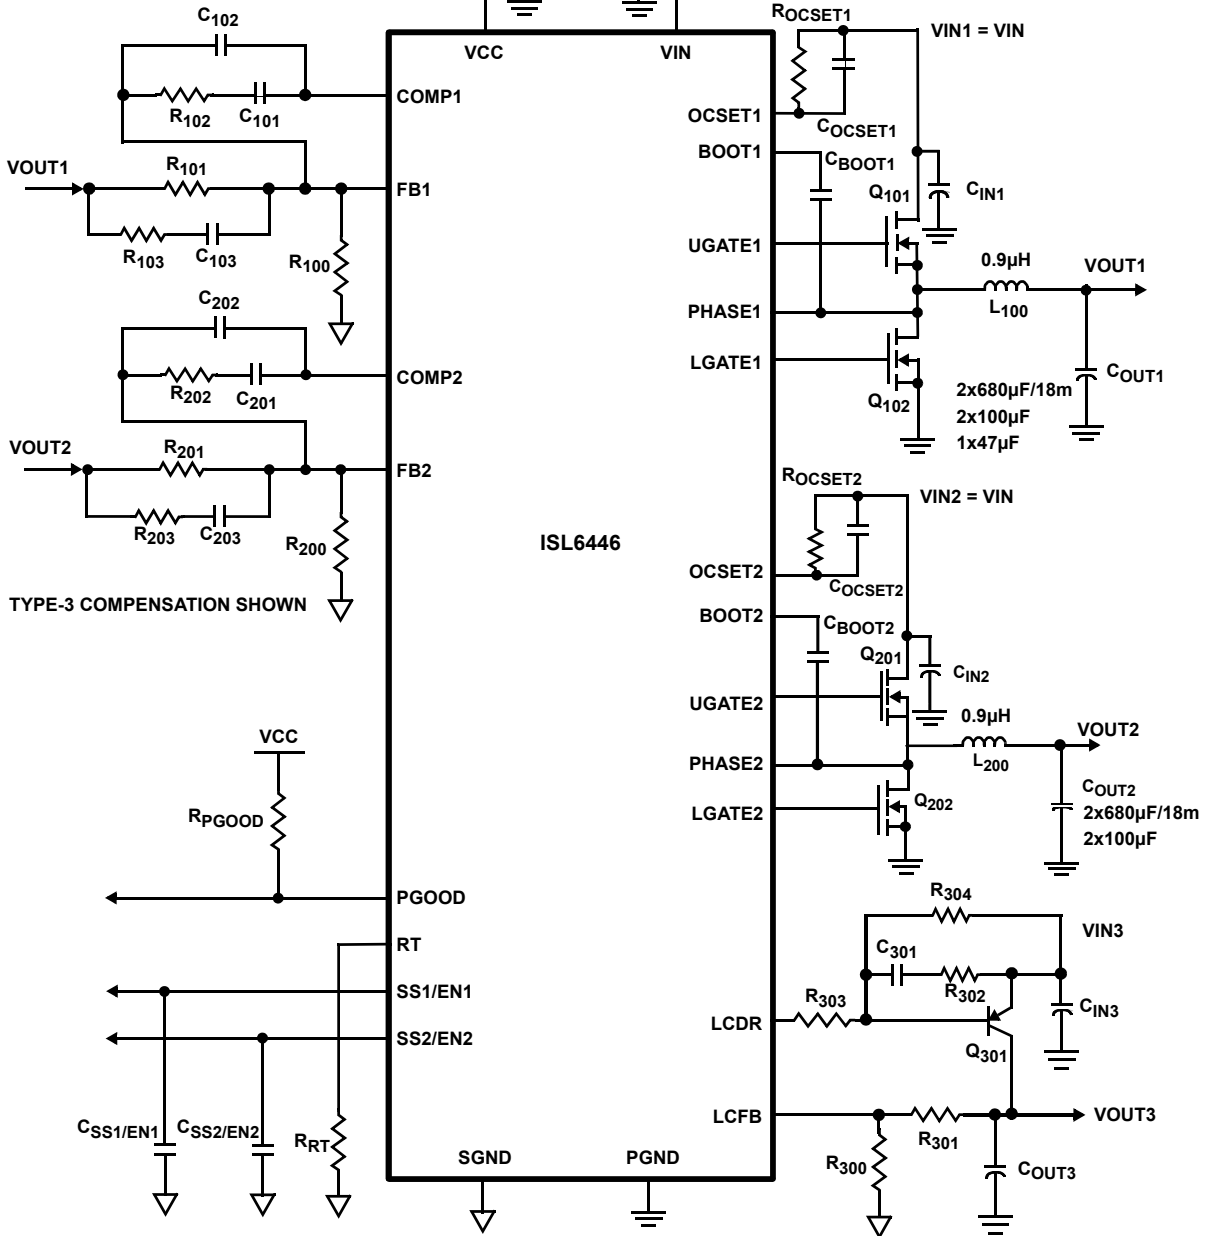 C102
R102
C101
VOUT1
R101
R103
C103
R100
C202
R202
C201
VOUT2
R201
R203
C203
R200
TYPE-3 COMPENSATION SHOWN
VCC
RPGOOD
CSS1/EN1
CSS2/EN2
RRT
VCC
VIN
COMP1
FB1
COMP2
FB2
PGOOD
RT
SS1/EN1
SS2/EN2
SGND
PGND
ISL6446
OCSET1
BOOT1
UGATE1
PHASE1
LGATE1
OCSET2
BOOT2
UGATE2
PHASE2
LGATE2
LCDR
LCFB
ROCSET1
VIN1 = VIN
COCSET1
CBOOT1
Q101
CIN1
0.9µH
L100
VOUT1
Q102
COUT1
2x680µF/18m
2x100µF
1x47µF
ROCSET2
VIN2 = VIN
COCSET2
CBOOT2
Q201
CIN2
0.9µH
L200
VOUT2
Q202
COUT2
2x680µF/18m
2x100µF
R304
VIN3
C301
R302
R303
CIN3
Q301
VOUT3
R301
R300
COUT3